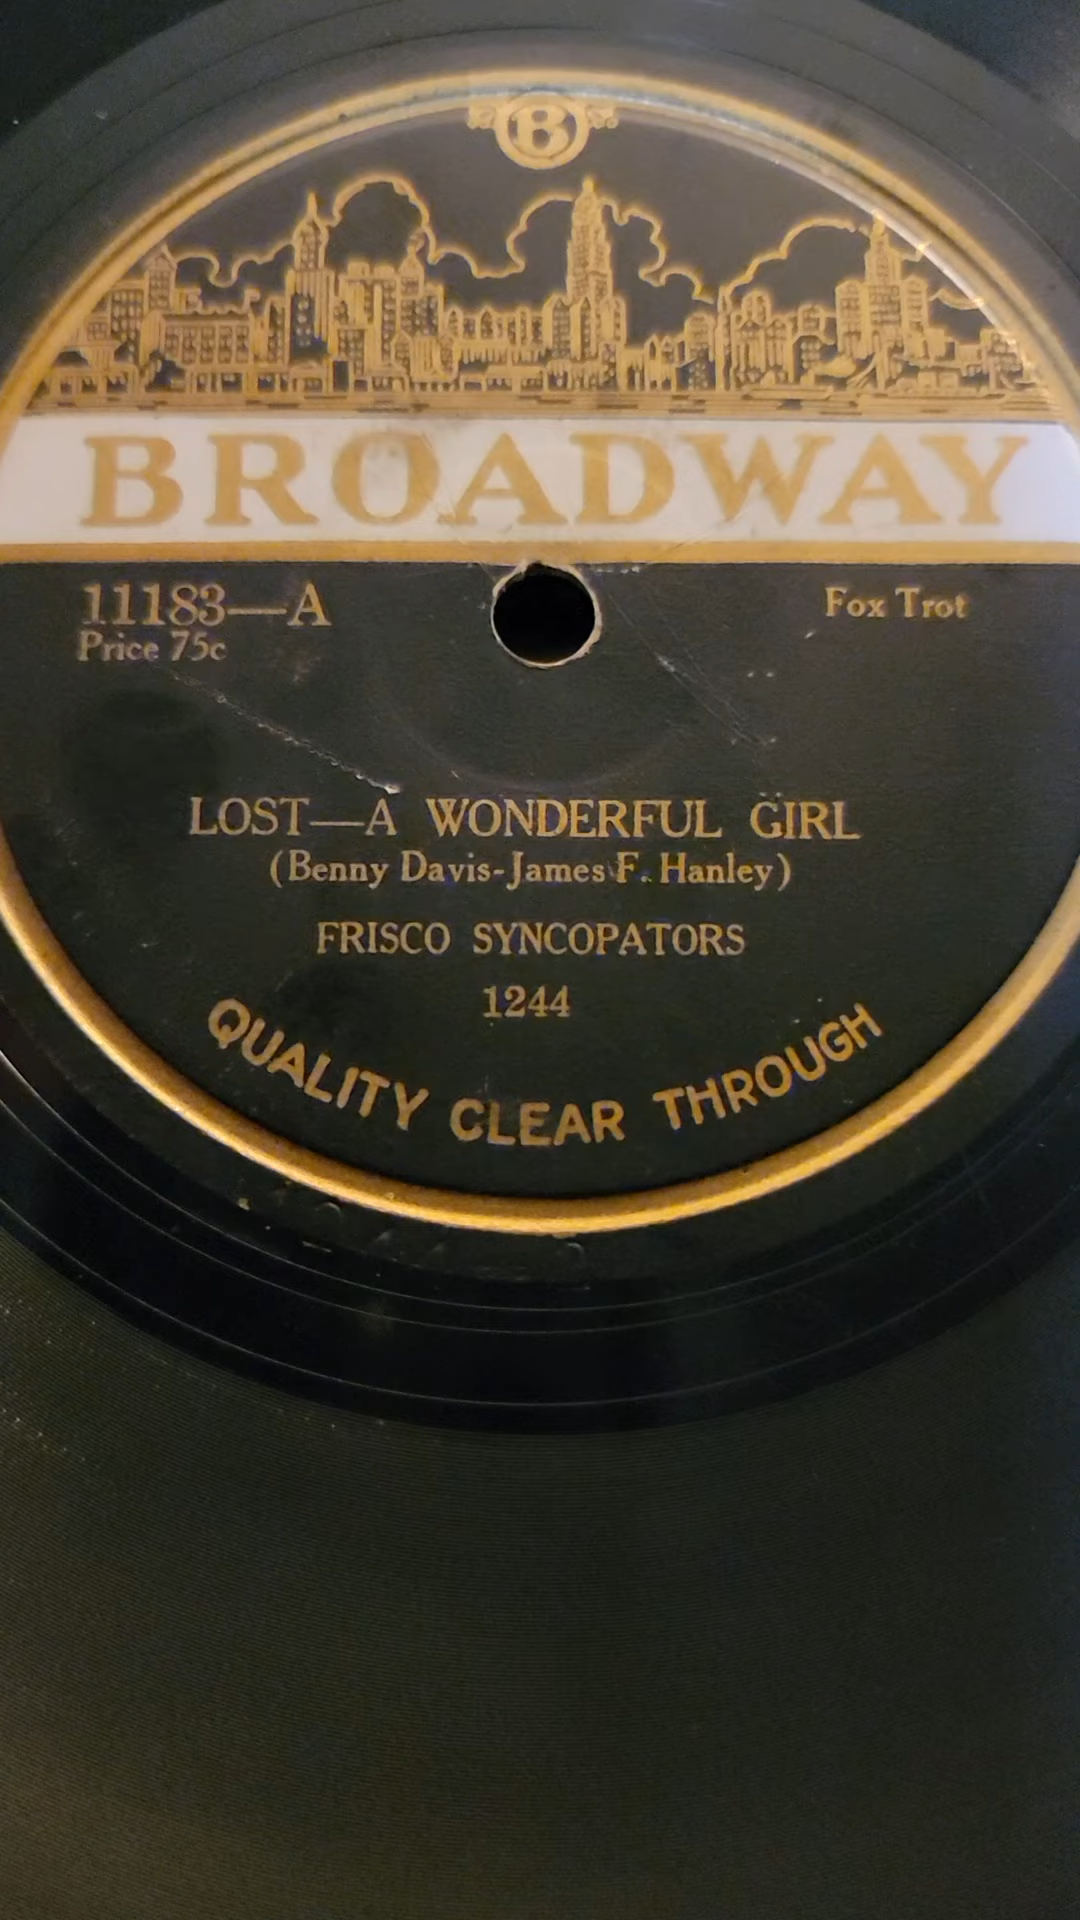 B
BROADWAY
11183—A
Fox Trot
Price 75c
LOST—A WONDERFUL GIRL
(Benny Davis-James F. Hanley)
FRISCO SYNCOPATORS
1244
QUALITY CLEAR THROUGH